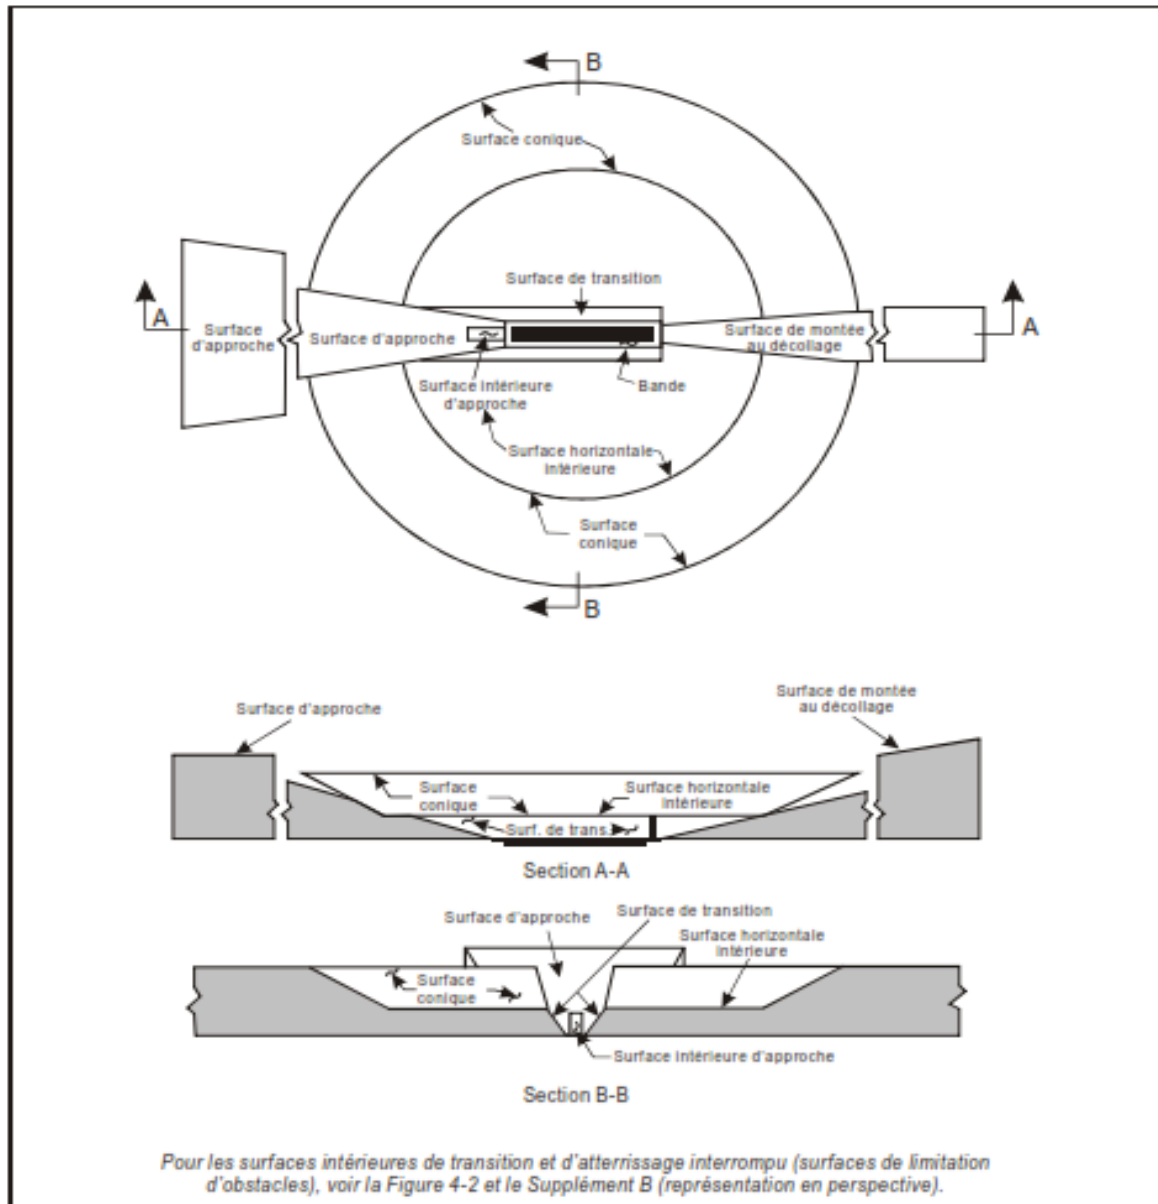 B
Surface conique
Surface de transition
A
A
Surface
d'approche
Surface d'approche
Surface de montée
au décollage
Surface intérieure
d'approche
Bande
Surface horizontale
intérieure
Surface
conique
B
Surface de montée
au décollage
Surface d'approche
Surface
conique
Surface horizontale
intérieure
Surf. de trans.
Section A-A
Surface d'approche
Surface de transition
Surface horizontale
intérieure
Surface
conique
Surface intérieure d'approche
Section B-B
Pour les surfaces intérieures de transition et d'atterrissage interrompu (surfaces de limitation
d'obstacles), voir la Figure 4-2 et le Supplément B (représentation en perspective).